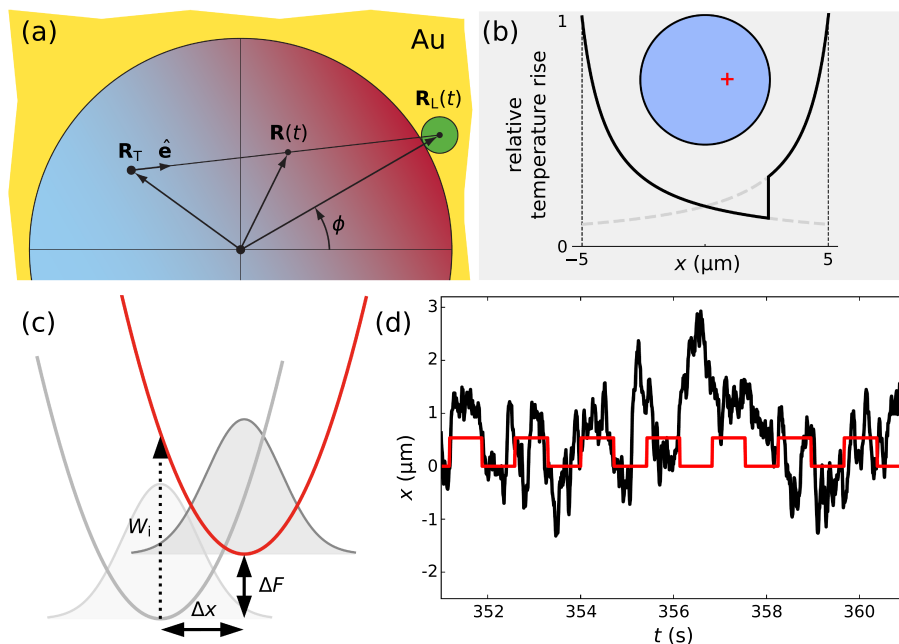 (a)
Au
R_L(t)
R_T
ê
R(t)
ϕ
(b)
relative
temperature rise
1
0
−5
x (μm)
5
(c)
W_i
ΔF
Δx
(d)
x (μm)
3
2
1
0
-1
-2
352
354
356
358
360
t (s)